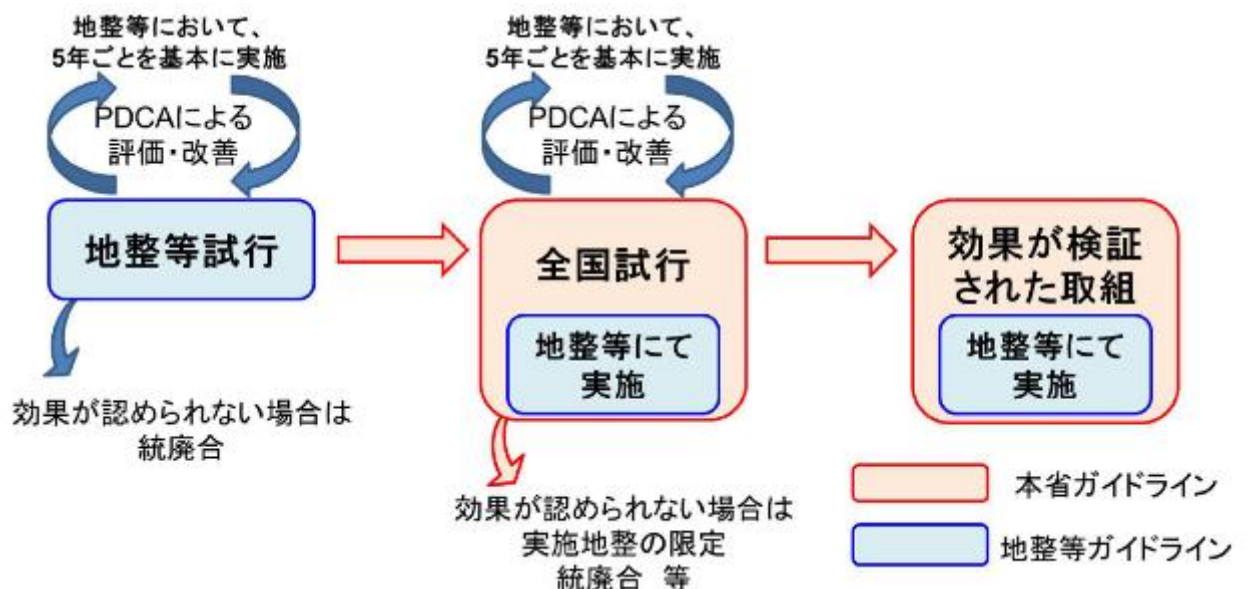 地整等において、
5年ごとを基本に実施
PDCAによる
評価・改善
地整等試行
効果が認められない場合は
統廃合
地整等において、
5年ごとを基本に実施
PDCAによる
評価・改善
全国試行
地整等にて
実施
効果が認められない場合は
実施地整の限定
統廃合　等
効果が検証
された取組
地整等にて
実施
本省ガイドライン
地整等ガイドライン